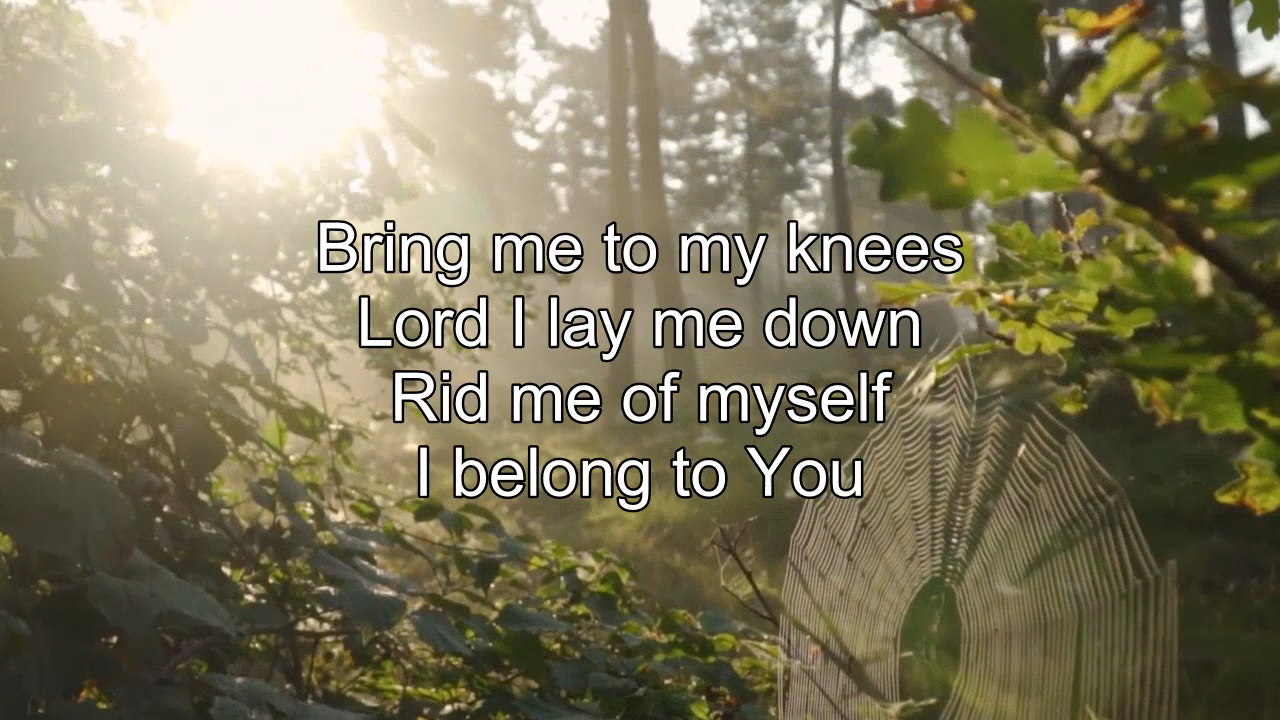 Bring me to my knees
Lord I lay me down
Rid me of myself
I belong to You